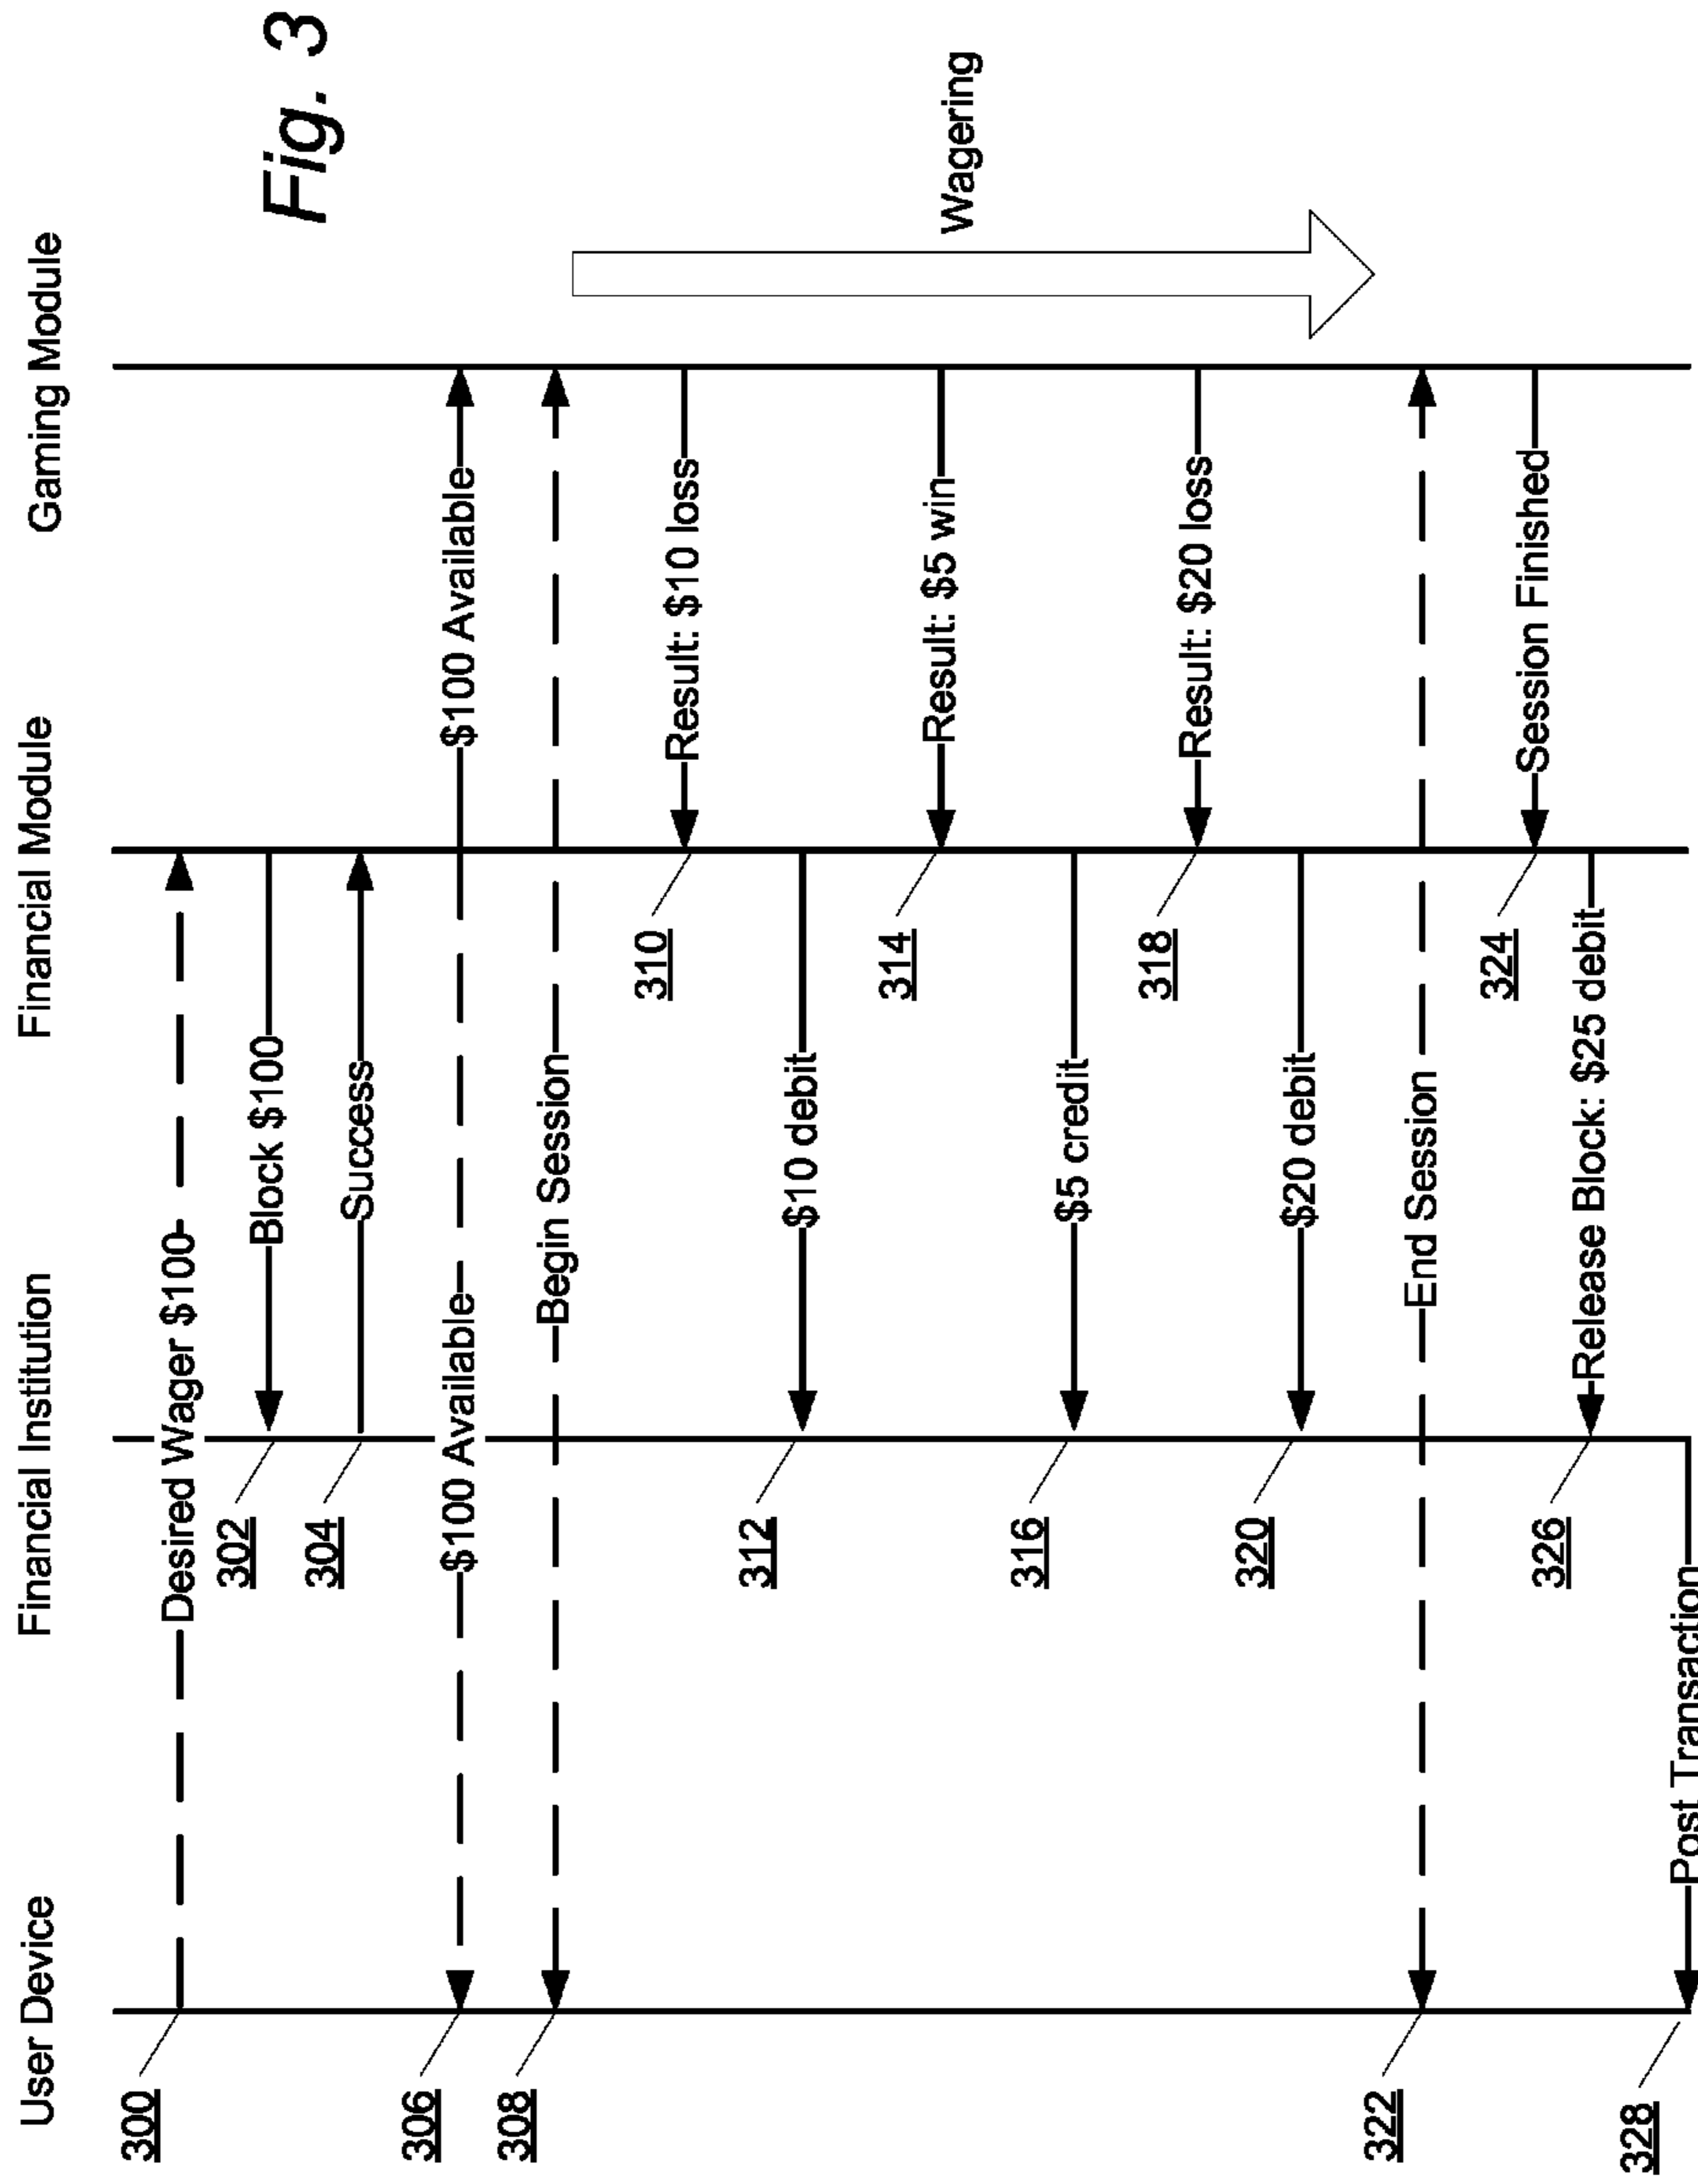 User Device
Financial Institution
Financial Module
Gaming Module
Fig. 3
300
Desired Wager $100
302
Block $100
304
Success
306
$100 Available
$100 Available
308
Begin Session
310
Result: $10 loss
312
$10 debit
314
Result: $5 win
Wagering
316
$5 credit
318
Result: $20 loss
320
$20 debit
322
End Session
324
Session Finished
326
Release Block: $25 debit
328
Post Transaction